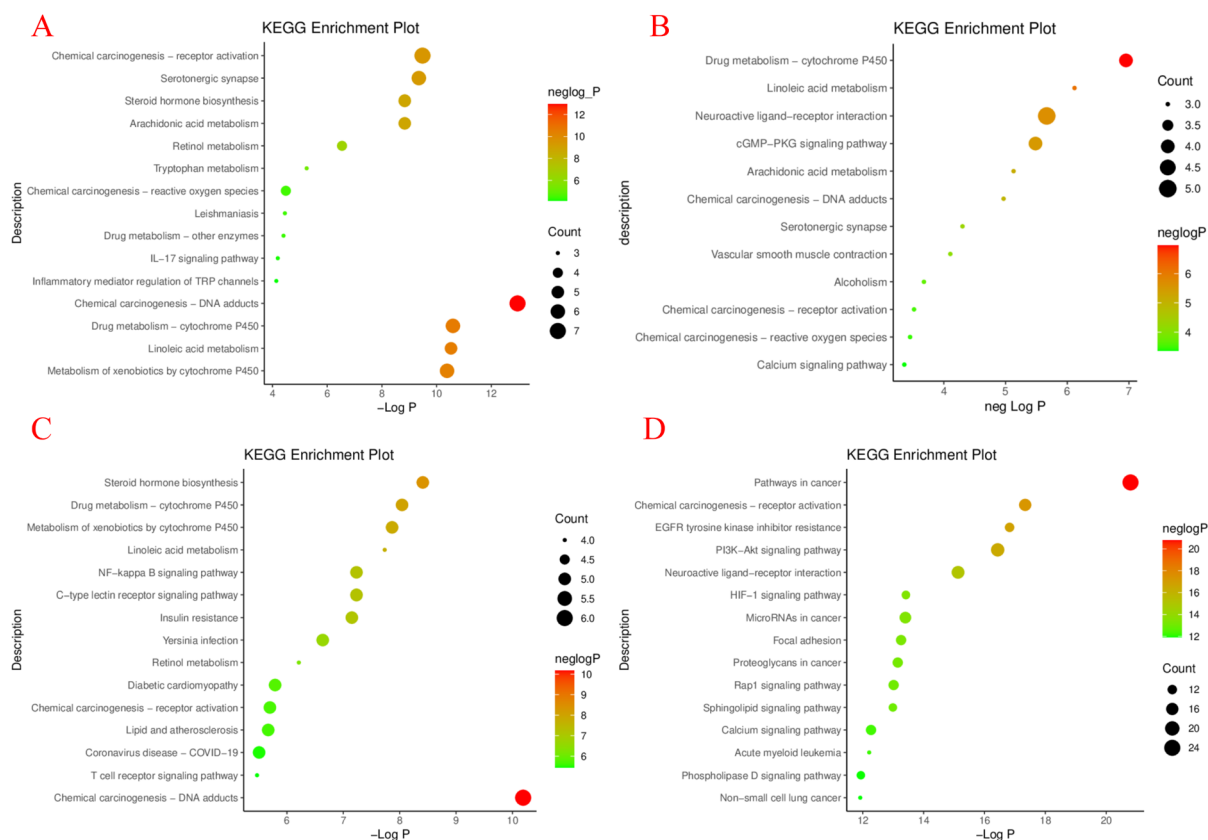 A
KEGG Enrichment Plot
Description
Chemical carcinogenesis − receptor activation
Serotonergic synapse
Steroid hormone biosynthesis
Arachidonic acid metabolism
Retinol metabolism
Tryptophan metabolism
Chemical carcinogenesis − reactive oxygen species
Leishmaniasis
Drug metabolism − other enzymes
IL−17 signaling pathway
Inflammatory mediator regulation of TRP channels
Chemical carcinogenesis − DNA adducts
Drug metabolism − cytochrome P450
Linoleic acid metabolism
Metabolism of xenobiotics by cytochrome P450
4 6 8 10 12
−Log P
neglog_P
12
10
8
6
Count
3
4
5
6
7
B
KEGG Enrichment Plot
description
Drug metabolism − cytochrome P450
Linoleic acid metabolism
Neuroactive ligand−receptor interaction
cGMP−PKG signaling pathway
Arachidonic acid metabolism
Chemical carcinogenesis − DNA adducts
Serotonergic synapse
Vascular smooth muscle contraction
Alcoholism
Chemical carcinogenesis − receptor activation
Chemical carcinogenesis − reactive oxygen species
Calcium signaling pathway
4 5 6 7
neg Log P
Count
3.0
3.5
4.0
4.5
5.0
neglogP
6
5
4
C
KEGG Enrichment Plot
Description
Steroid hormone biosynthesis
Drug metabolism − cytochrome P450
Metabolism of xenobiotics by cytochrome P450
Linoleic acid metabolism
NF−kappa B signaling pathway
C−type lectin receptor signaling pathway
Insulin resistance
Yersinia infection
Retinol metabolism
Diabetic cardiomyopathy
Chemical carcinogenesis − receptor activation
Lipid and atherosclerosis
Coronavirus disease − COVID−19
T cell receptor signaling pathway
Chemical carcinogenesis − DNA adducts
6 7 8 9 10
−Log P
Count
4.0
4.5
5.0
5.5
6.0
neglogP
10
9
8
7
6
D
KEGG Enrichment Plot
Description
Pathways in cancer
Chemical carcinogenesis − receptor activation
EGFR tyrosine kinase inhibitor resistance
PI3K−Akt signaling pathway
Neuroactive ligand−receptor interaction
HIF−1 signaling pathway
MicroRNAs in cancer
Focal adhesion
Proteoglycans in cancer
Rap1 signaling pathway
Sphingolipid signaling pathway
Calcium signaling pathway
Acute myeloid leukemia
Phospholipase D signaling pathway
Non−small cell lung cancer
12 14 16 18 20
−Log P
neglogP
20
18
16
14
12
Count
12
16
20
24